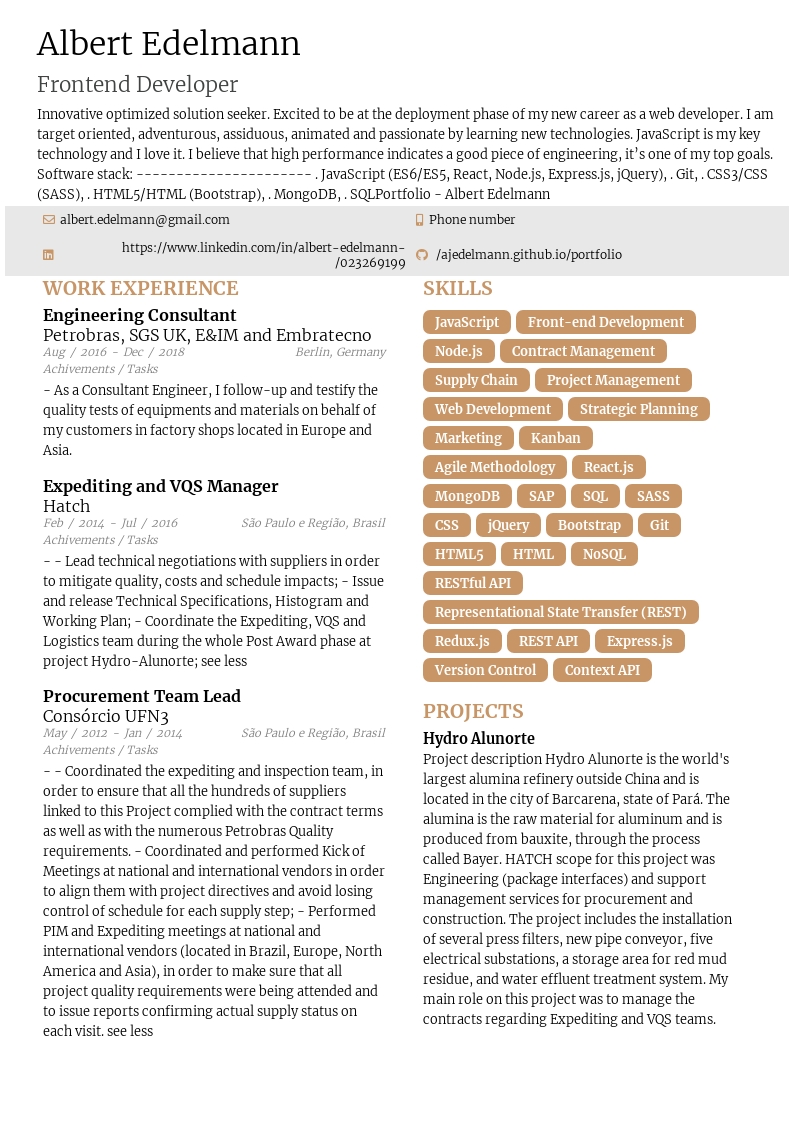 Albert Edelmann
Frontend Developer
Innovative optimized solution seeker. Excited to be at the deployment phase of my new career as a web developer. I am
target oriented, adventurous, assiduous, animated and passionate by learning new technologies. JavaScript is my key
technology and I love it. I believe that high performance indicates a good piece of engineering, it’s one of my top goals.
Software stack: ---------------------- . JavaScript (ES6/ES5, React, Node.js, Express.js, jQuery), . Git, . CSS3/CSS
(SASS), . HTML5/HTML (Bootstrap), . MongoDB, . SQLPortfolio - Albert Edelmann
albert.edelmann@gmail.com
Phone number
https://www.linkedin.com/in/albert-edelmann-
/023269199
/ajedelmann.github.io/portfolio
WORK EXPERIENCE
Engineering Consultant
Petrobras, SGS UK, E&IM and Embratecno
Aug / 2016 - Dec / 2018 Berlin, Germany
Achivements / Tasks
- As a Consultant Engineer, I follow-up and testify the
quality tests of equipments and materials on behalf of
my customers in factory shops located in Europe and
Asia.
Expediting and VQS Manager
Hatch
Feb / 2014 - Jul / 2016 São Paulo e Região, Brasil
Achivements / Tasks
- - Lead technical negotiations with suppliers in order
to mitigate quality, costs and schedule impacts; - Issue
and release Technical Specifications, Histogram and
Working Plan; - Coordinate the Expediting, VQS and
Logistics team during the whole Post Award phase at
project Hydro-Alunorte; see less
Procurement Team Lead
Consórcio UFN3
May / 2012 - Jan / 2014 São Paulo e Região, Brasil
Achivements / Tasks
- - Coordinated the expediting and inspection team, in
order to ensure that all the hundreds of suppliers
linked to this Project complied with the contract terms
as well as with the numerous Petrobras Quality
requirements. - Coordinated and performed Kick of
Meetings at national and international vendors in order
to align them with project directives and avoid losing
control of schedule for each supply step; - Performed
PIM and Expediting meetings at national and
international vendors (located in Brazil, Europe, North
America and Asia), in order to make sure that all
project quality requirements were being attended and
to issue reports confirming actual supply status on
each visit. see less
SKILLS
JavaScript Front-end Development
Node.js Contract Management
Supply Chain Project Management
Web Development Strategic Planning
Marketing Kanban
Agile Methodology React.js
MongoDB SAP SQL SASS
CSS jQuery Bootstrap Git
HTML5 HTML NoSQL
RESTful API
Representational State Transfer (REST)
Redux.js REST API Express.js
Version Control Context API
PROJECTS
Hydro Alunorte
Project description Hydro Alunorte is the world's
largest alumina refinery outside China and is
located in the city of Barcarena, state of Pará. The
alumina is the raw material for aluminum and is
produced from bauxite, through the process
called Bayer. HATCH scope for this project was
Engineering (package interfaces) and support
management services for procurement and
construction. The project includes the installation
of several press filters, new pipe conveyor, five
electrical substations, a storage area for red mud
residue, and water effluent treatment system. My
main role on this project was to manage the
contracts regarding Expediting and VQS teams.